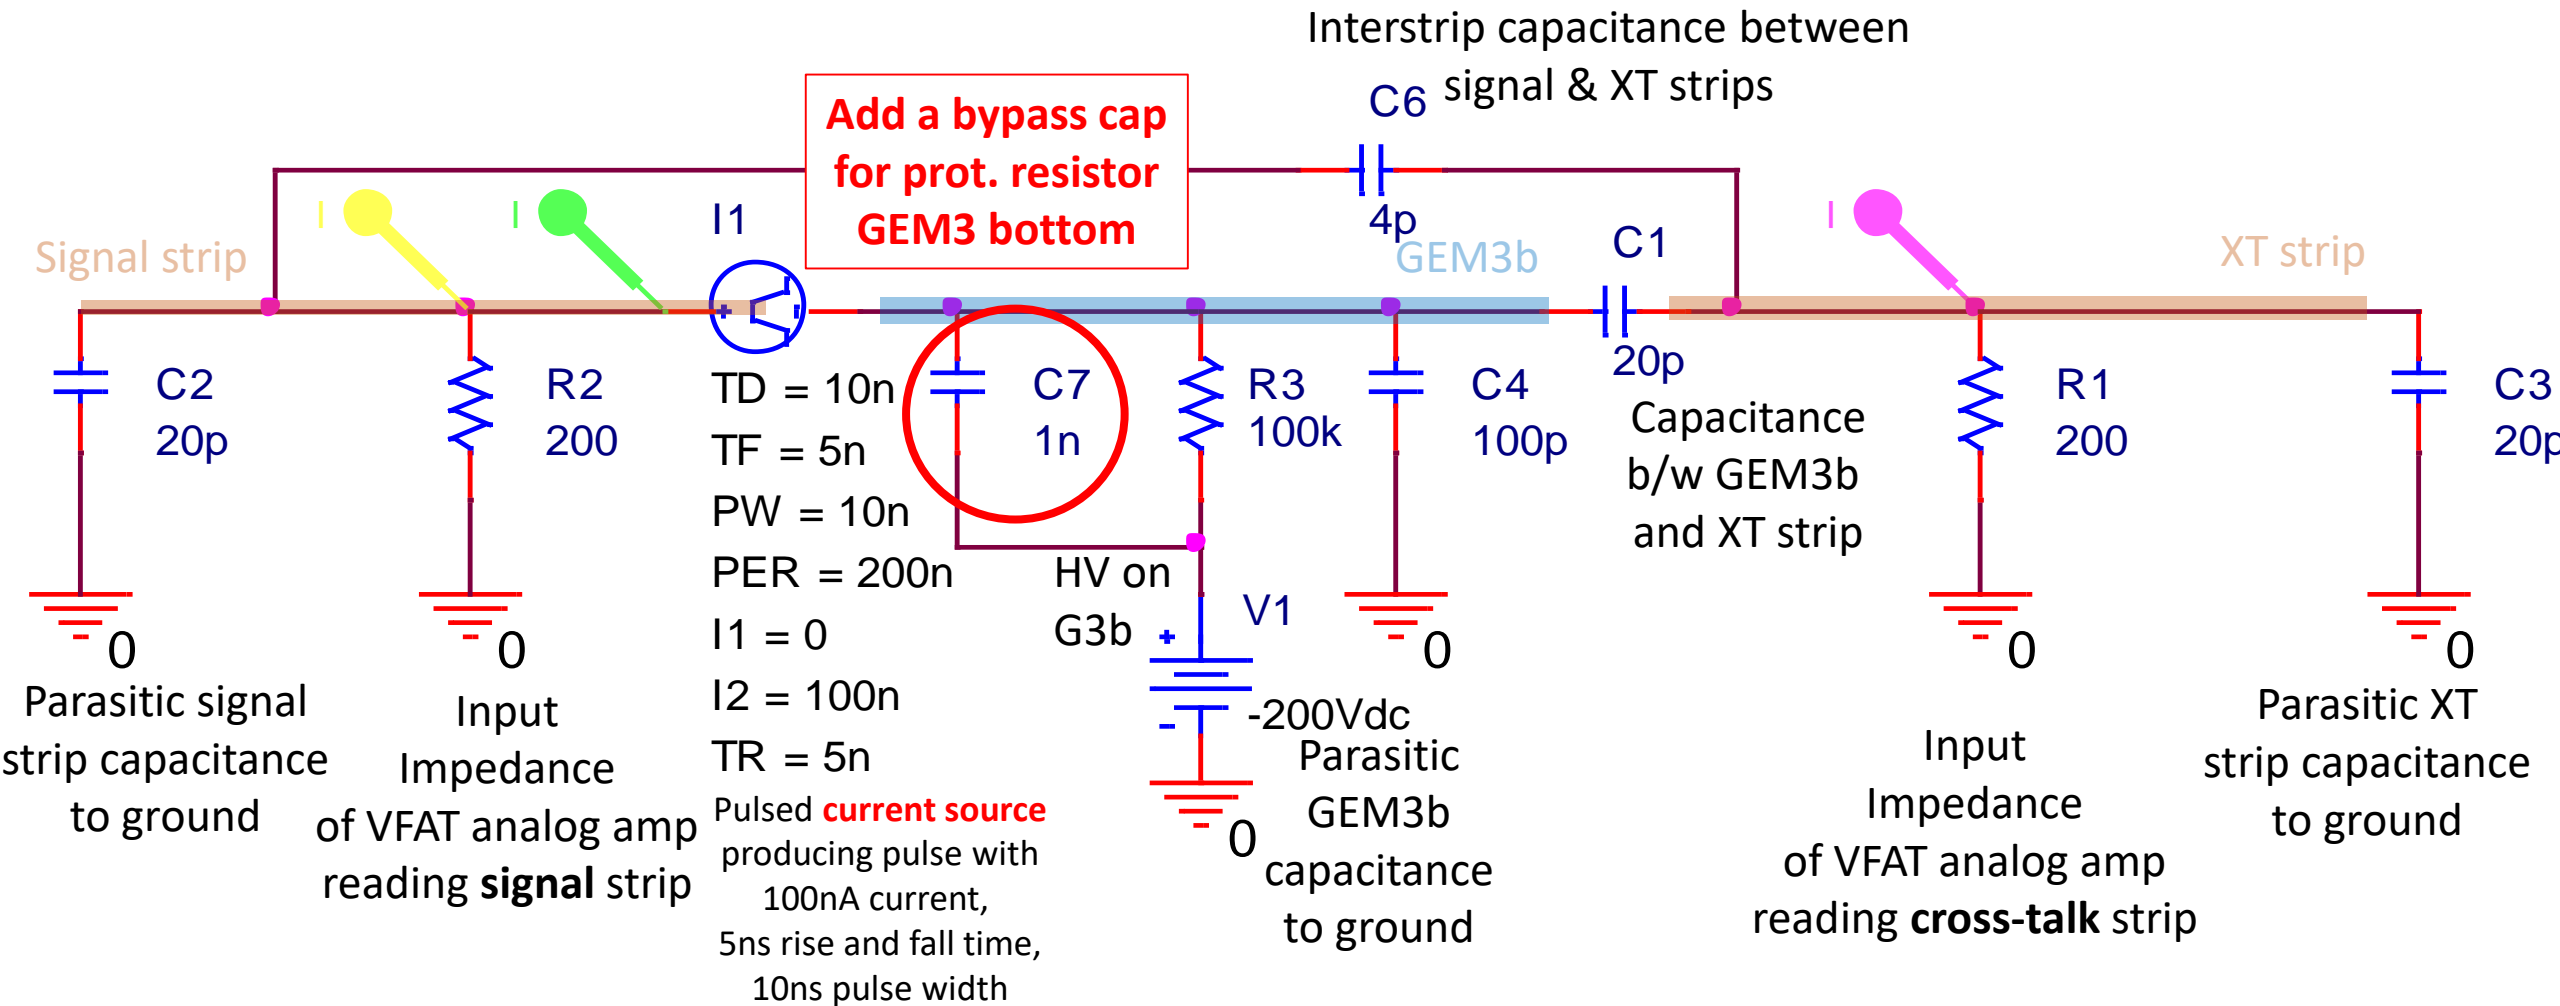 Interstrip capacitance between
signal & XT strips
C6
4p
Add a bypass cap
for prot. resistor
GEM3 bottom
Signal strip
I
I
I1
GEM3b
C1
20p
I
XT strip
C2
20p
R2
200
TD = 10n
TF = 5n
PW = 10n
PER = 200n
I1 = 0
I2 = 100n
TR = 5n
C7
1n
R3
100k
C4
100p
Capacitance
b/w GEM3b
and XT strip
R1
200
C3
20p
HV on
G3b
V1
+
-
-200Vdc
0
0
0
0
0
0
Parasitic signal
strip capacitance
to ground
Input
Impedance
of VFAT analog amp
reading signal strip
Pulsed current source
producing pulse with
100nA current,
5ns rise and fall time,
10ns pulse width
Parasitic
GEM3b
capacitance
to ground
Input
Impedance
of VFAT analog amp
reading cross-talk strip
Parasitic XT
strip capacitance
to ground